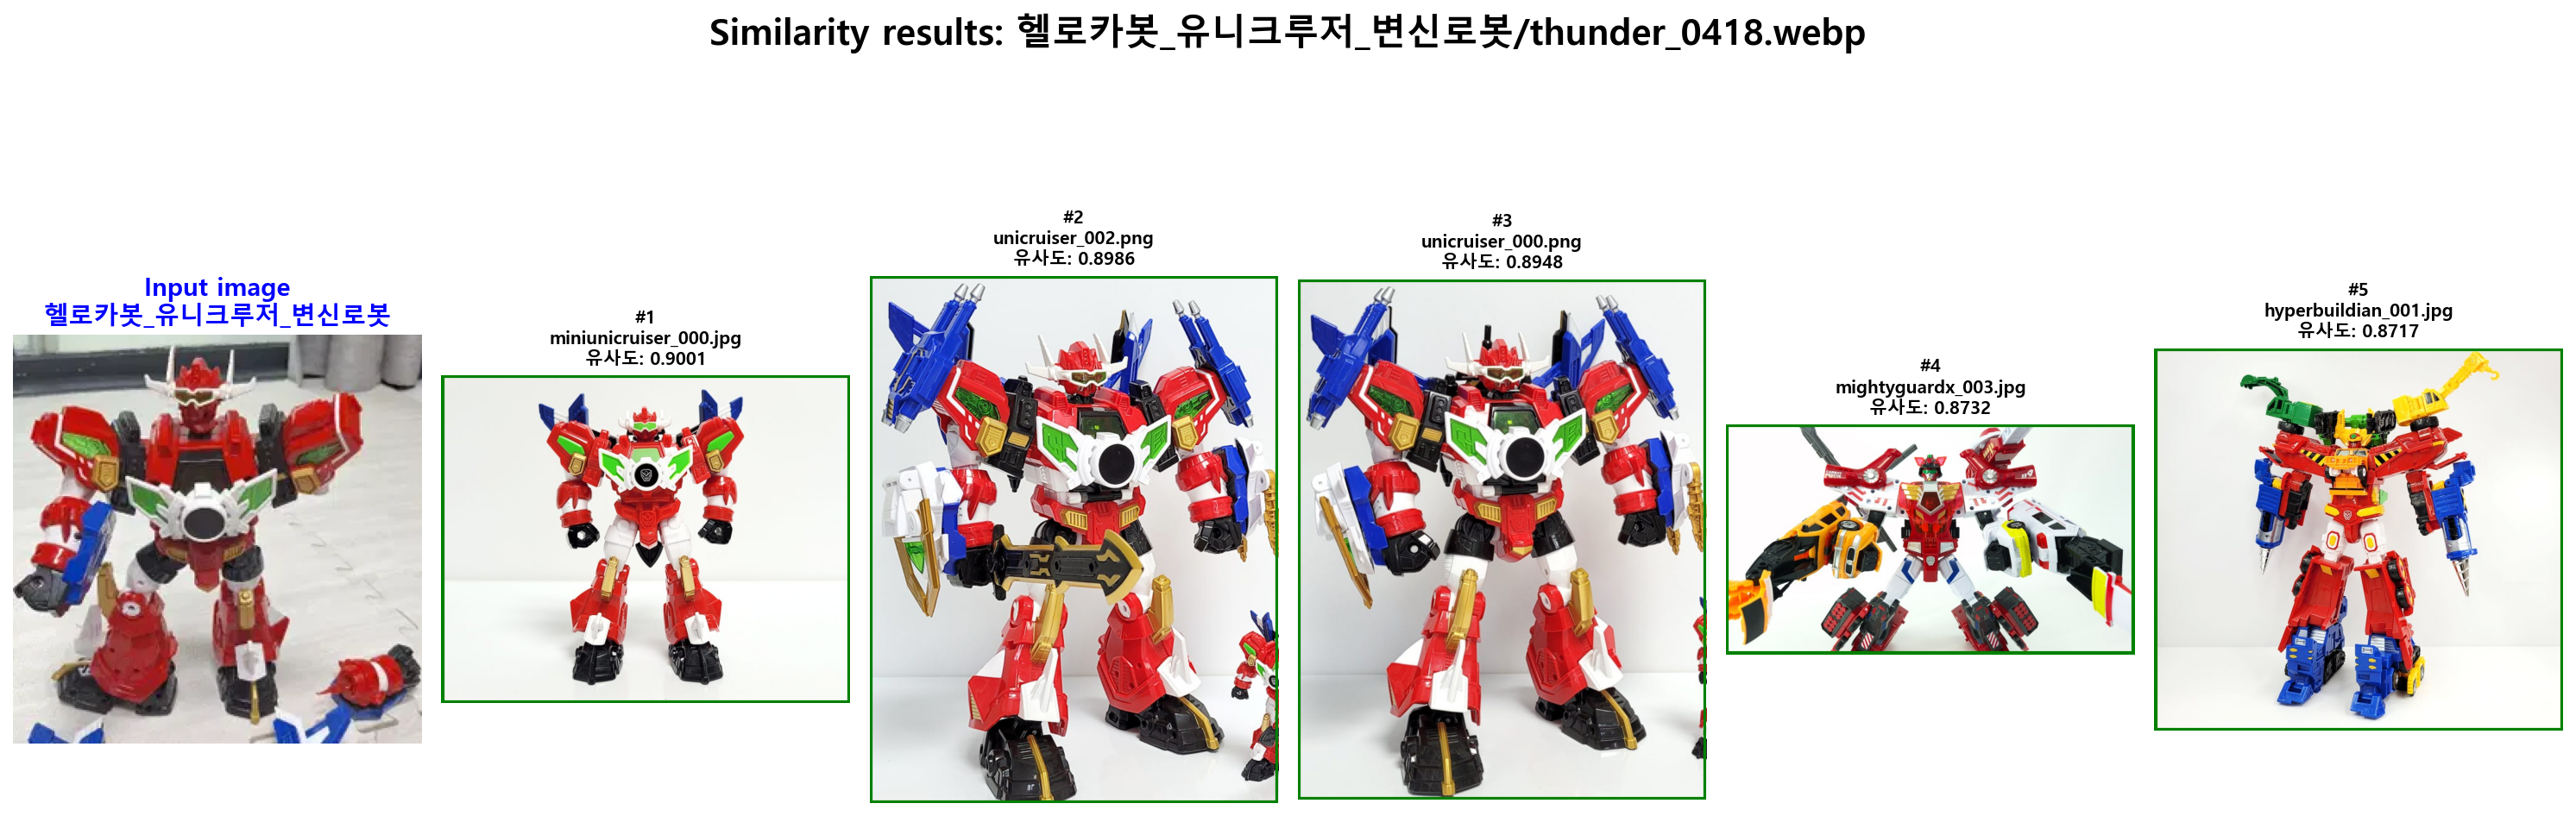 Similarity results: 헬로카봇_유니크루저_변신로봇/thunder_0418.webp
Input image
헬로카봇_유니크루저_변신로봇
#1
miniunicruiser_000.jpg
유사도: 0.9001
#2
unicruiser_002.png
유사도: 0.8986
#3
unicruiser_000.png
유사도: 0.8948
#4
mightyguardx_003.jpg
유사도: 0.8732
#5
hyperbuildian_001.jpg
유사도: 0.8717